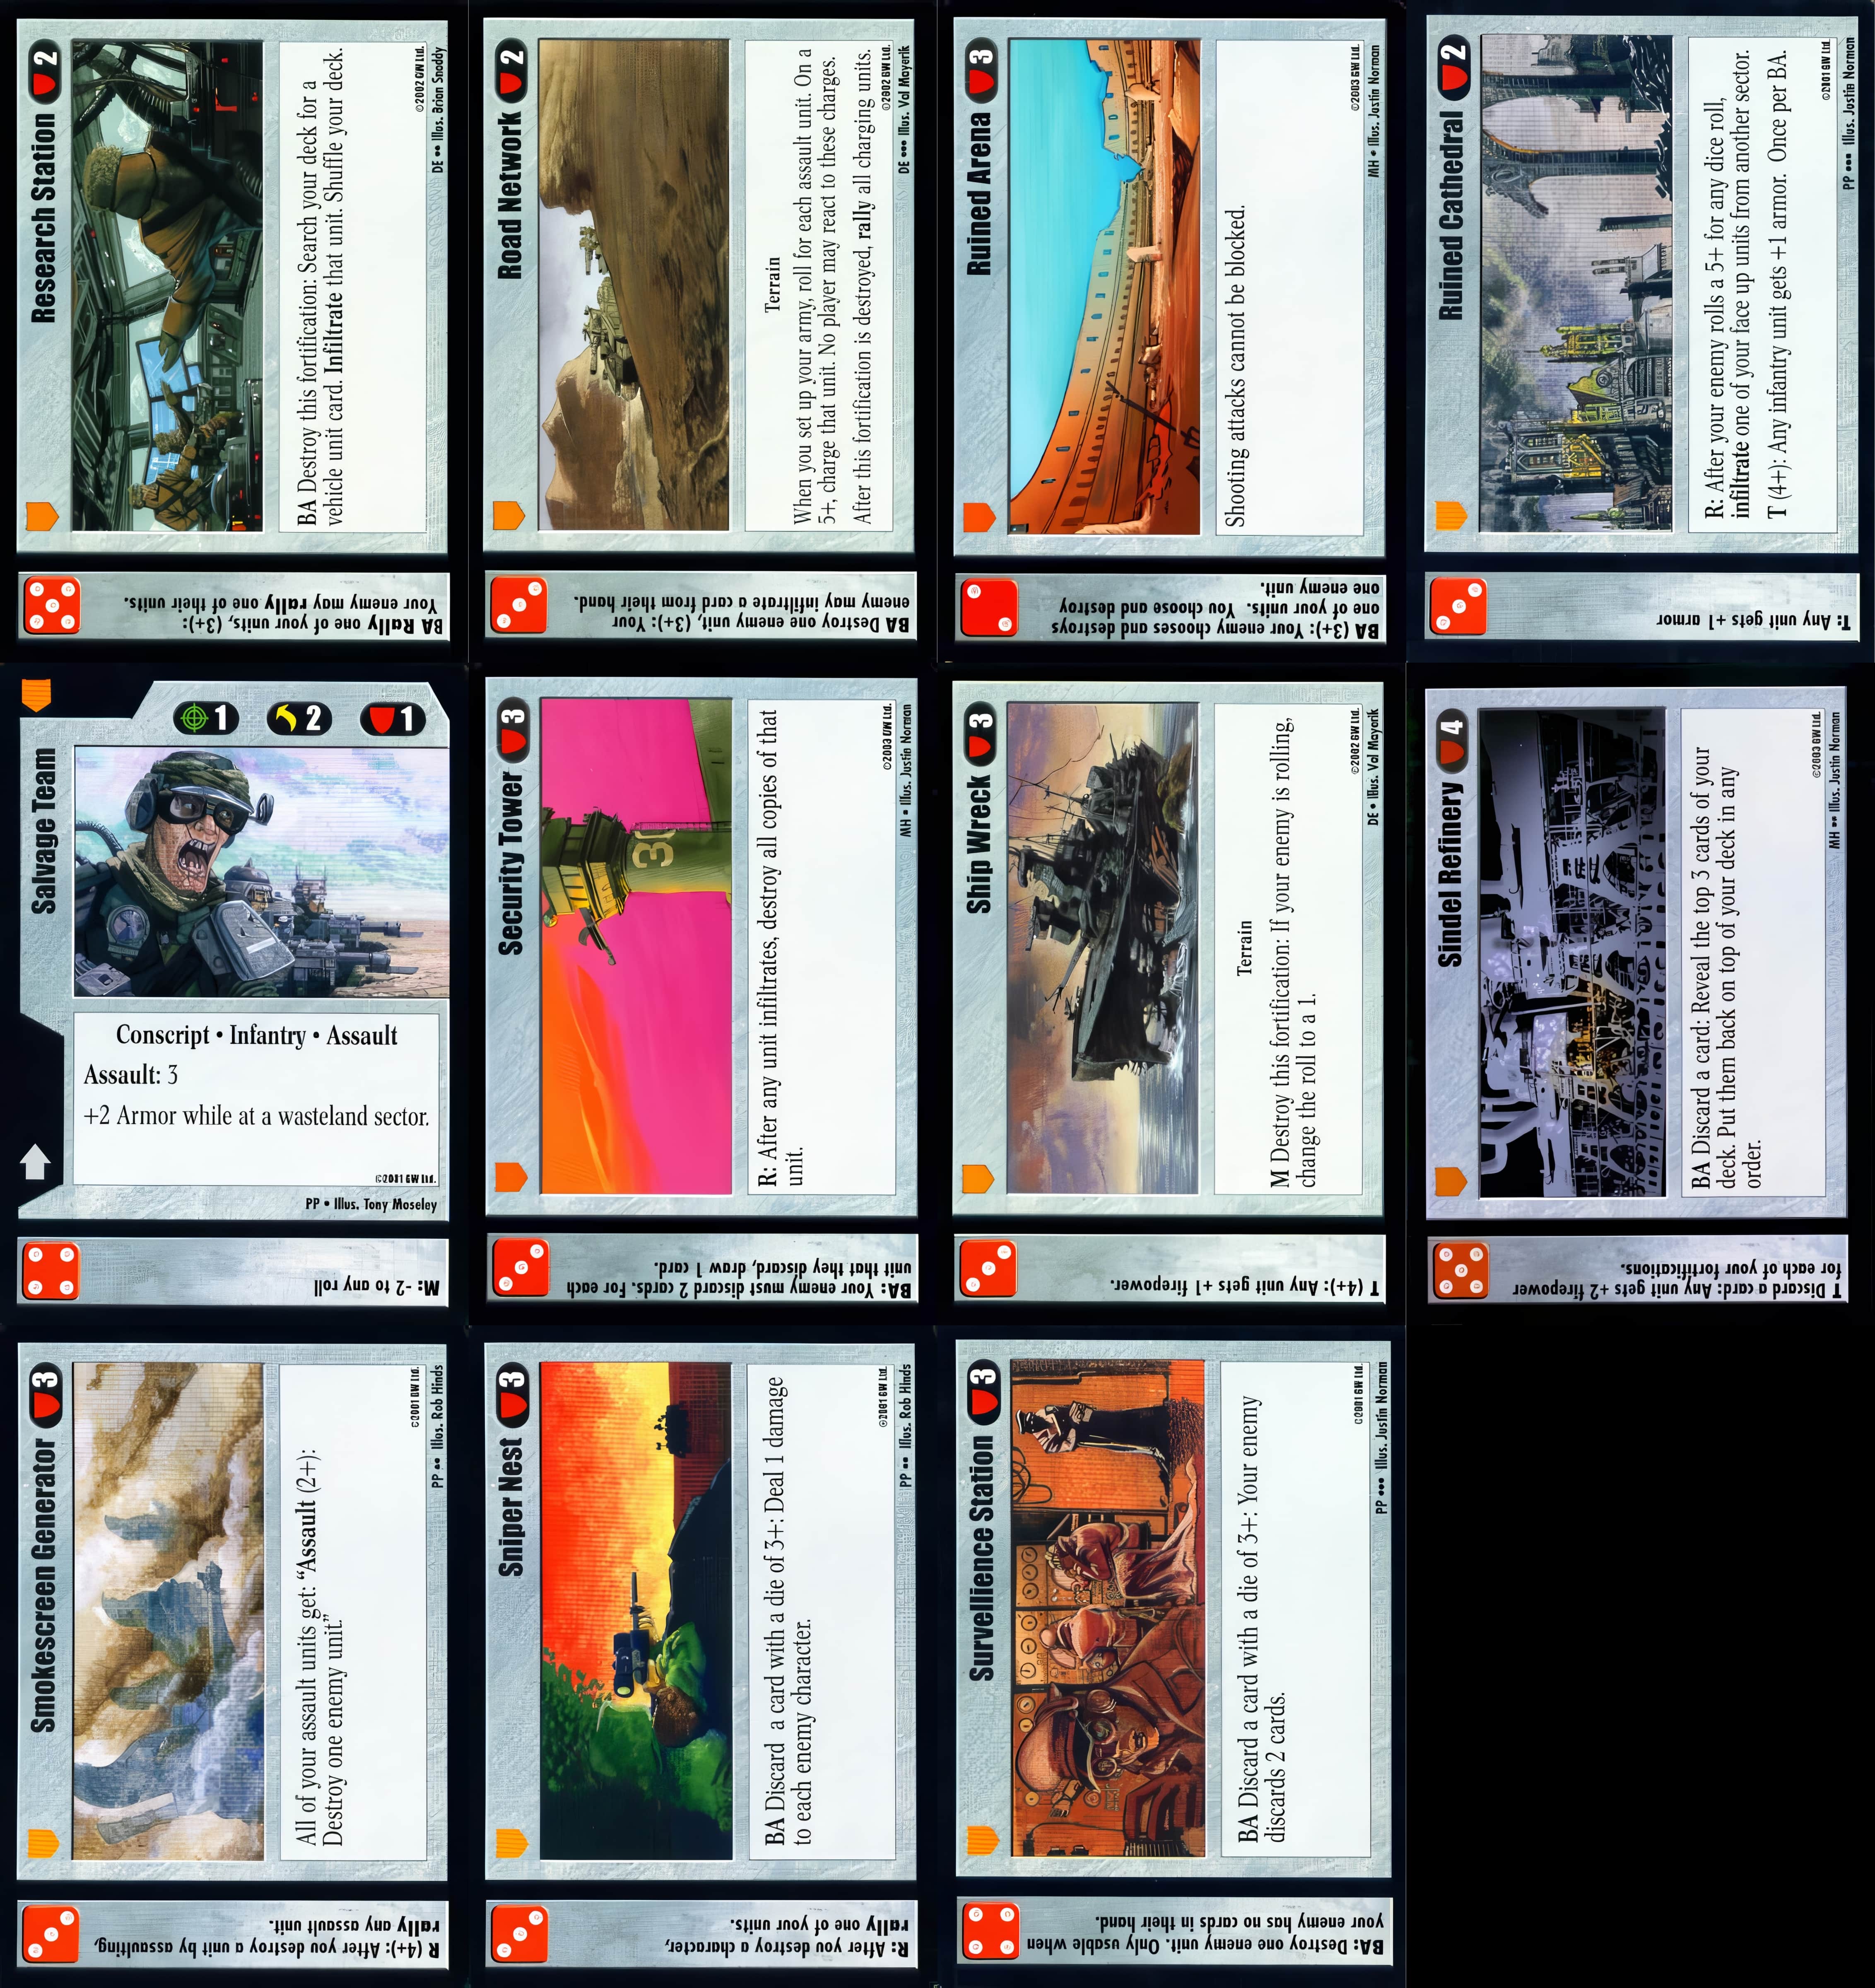 Research Station
2
BA Destroy this fortification: Search your deck for a
vehicle unit card. Infiltrate that unit. Shuffle your deck.
©2002 GW Ltd.
DE •• Illus. Brian Snoddy
BA Rally one of your units, (3+):
Your enemy may rally one of their units.
Road Network
2
Terrain
When you set up your army, roll for each assault unit. On a
5+, charge that unit. No player may react to these charges.
After this fortification is destroyed, rally all charging units.
©2002 GW Ltd.
DE ••• Illus. Val Mayerik
BA Destroy one enemy unit, (3+): Your
enemy may infiltrate a card from their hand.
Ruined Arena
3
Shooting attacks cannot be blocked.
©2003 GW Ltd.
MH • Illus. Justin Norman
BA (3+): Your enemy chooses and destroys
one of your units. You choose and destroy
one enemy unit.
Ruined Cathedral
2
R: After your enemy rolls a 5+ for any dice roll,
infiltrate one of your face up units from another sector.
T (4+): Any infantry unit gets +1 armor. Once per BA.
©2001 GW Ltd.
PP ••• Illus. Justin Norman
T: Any unit gets +1 armor
Salvage Team
1
2
1
Conscript • Infantry • Assault
Assault: 3
+2 Armor while at a wasteland sector.
©2001 GW Ltd.
PP • Illus. Tony Moseley
M: -2 to any roll
Security Tower
3
30
R: After any unit infiltrates, destroy all copies of that
unit.
©2003 GW Ltd.
MH • Illus. Justin Norman
BA: Your enemy must discard 2 cards. For each
unit that they discard, draw 1 card.
Ship Wreck
3
Terrain
M Destroy this fortification: If your enemy is rolling,
change the roll to a 1.
©2002 GW Ltd.
DE • Illus. Val Mayerik
T (4+): Any unit gets +1 firepower.
Sindel Refinery
4
BA Discard a card: Reveal the top 3 cards of your
deck. Put them back on top of your deck in any
order.
©2003 GW Ltd.
MH •• Illus. Justin Norman
T Discard a card: Any unit gets +2 firepower
for each of your fortifications.
Smokescreen Generator
3
All of your assault units get: “Assault (2+):
Destroy one enemy unit.”
©2001 GW Ltd.
PP •• Illus. Rob Hinds
R (4+): After you destroy a unit by assaulting,
rally any assault unit.
Sniper Nest
3
BA Discard a card with a die of 3+: Deal 1 damage
to each enemy character.
©2001 GW Ltd.
PP •• Illus. Rob Hinds
R: After you destroy a character,
rally one of your units.
Survellience Station
3
BA Discard a card with a die of 3+: Your enemy
discards 2 cards.
©2001 GW Ltd.
PP ••• Illus. Justin Norman
BA: Destroy one enemy unit. Only usable when
your enemy has no cards in their hand.